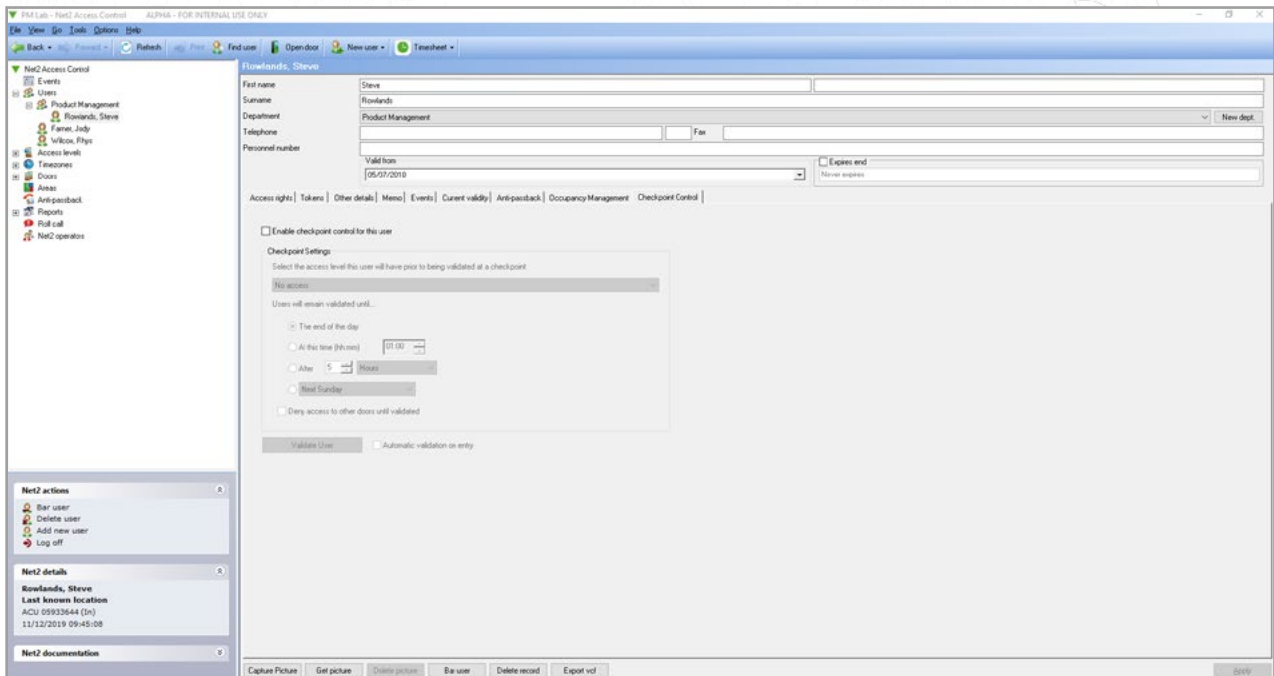 PM Lab - Net2 Access Control ALPHA - FOR INTERNAL USE ONLY
File View Go Tools Options Help
Back Forward Refresh Print Find user Open door New user Timesheet
Net2 Access Control
Events
Users
Product Management
Rowlands, Steve
Farner, Jody
Wilcox, Rhys
Access levels
Timezones
Doors
Areas
Anti-passback
Reports
Roll call
Net2 operators
Rowlands, Steve
First name Steve
Surname Rowlands
Department Product Management New dept.
Telephone Fax
Personnel number
Valid from Expires end
05/07/2018 Never expires
Access rights Tokens Other details Memo Events Current validity Anti-passback Occupancy Management Checkpoint Control
Enable checkpoint control for this user
Checkpoint Settings
Select the access level this user will have prior to being validated at a checkpoint
No access
Users will remain validated until...
The end of the day
At this time (hh:mm) 01:00
After 5 Hours
Next Sunday
Deny access to other doors until validated
Validate User Automatic validation on entry
Net2 actions
Bar user
Delete user
Add new user
Log off
Net2 details
Rowlands, Steve
Last known location
ACU 05933644 (In)
11/12/2019 09:45:08
Net2 documentation
Capture Picture Get picture Delete picture Bar user Delete record Export vcf Apply